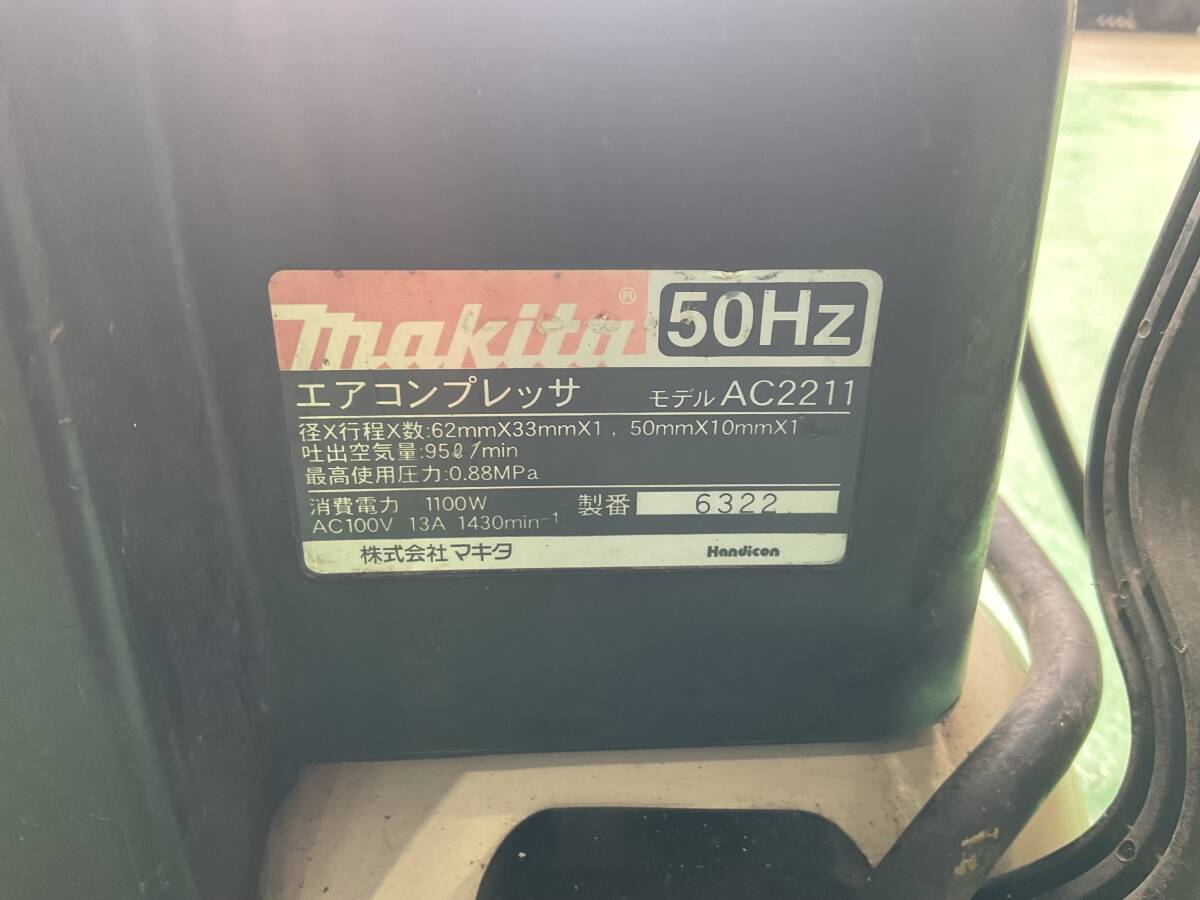 makita® 50Hz
エアコンプレッサ モデル AC2211
径X行程X数:62mmX33mmX1 , 50mmX10mmX1
吐出空気量:95ℓ/min
最高使用圧力:0.88MPa
消費電力 1100W 製番 6322
AC100V 13A 1430min⁻¹
株式会社マキタ Handicon